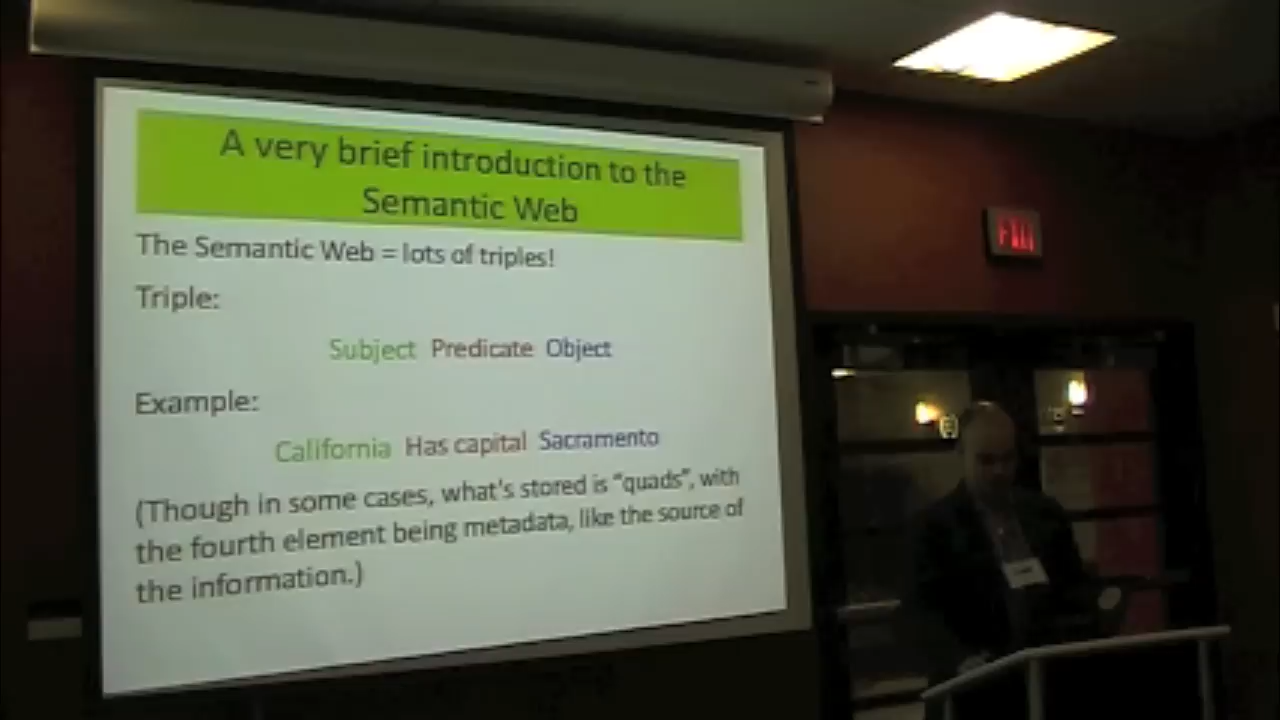 A very brief introduction to the
Semantic Web
The Semantic Web = lots of triples!
Triple:
Subject Predicate Object
Example:
California Has capital Sacramento
(Though in some cases, what's stored is “quads”, with
the fourth element being metadata, like the source of
the information.)
EXIT